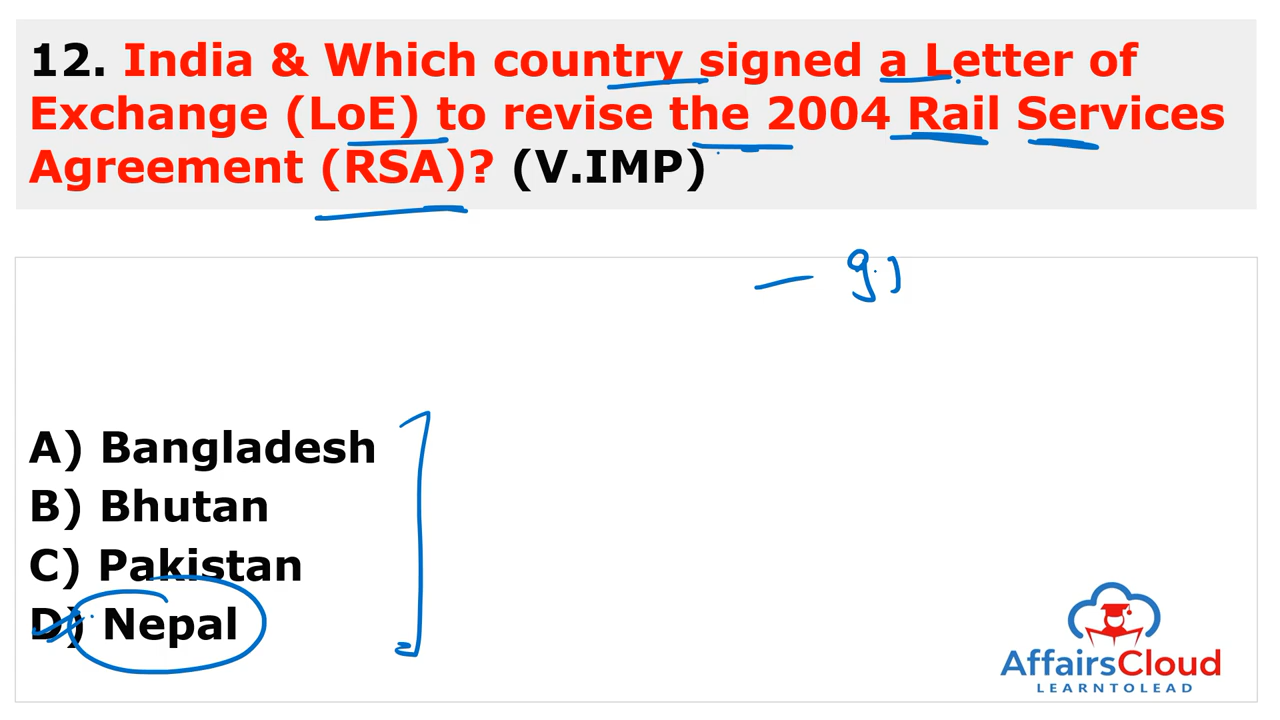 12. India & Which country signed a Letter of
Exchange (LoE) to revise the 2004 Rail Services
Agreement (RSA)? (V.IMP)
A) Bangladesh
B) Bhutan
C) Pakistan
D) Nepal
AffairsCloud
LEARNTOLEAD